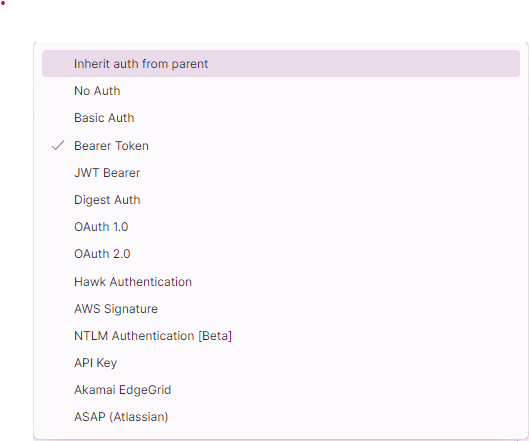 Inherit auth from parent
No Auth
Basic Auth
Bearer Token
JWT Bearer
Digest Auth
OAuth 1.0
OAuth 2.0
Hawk Authentication
AWS Signature
NTLM Authentication [Beta]
API Key
Akamai EdgeGrid
ASAP (Atlassian)